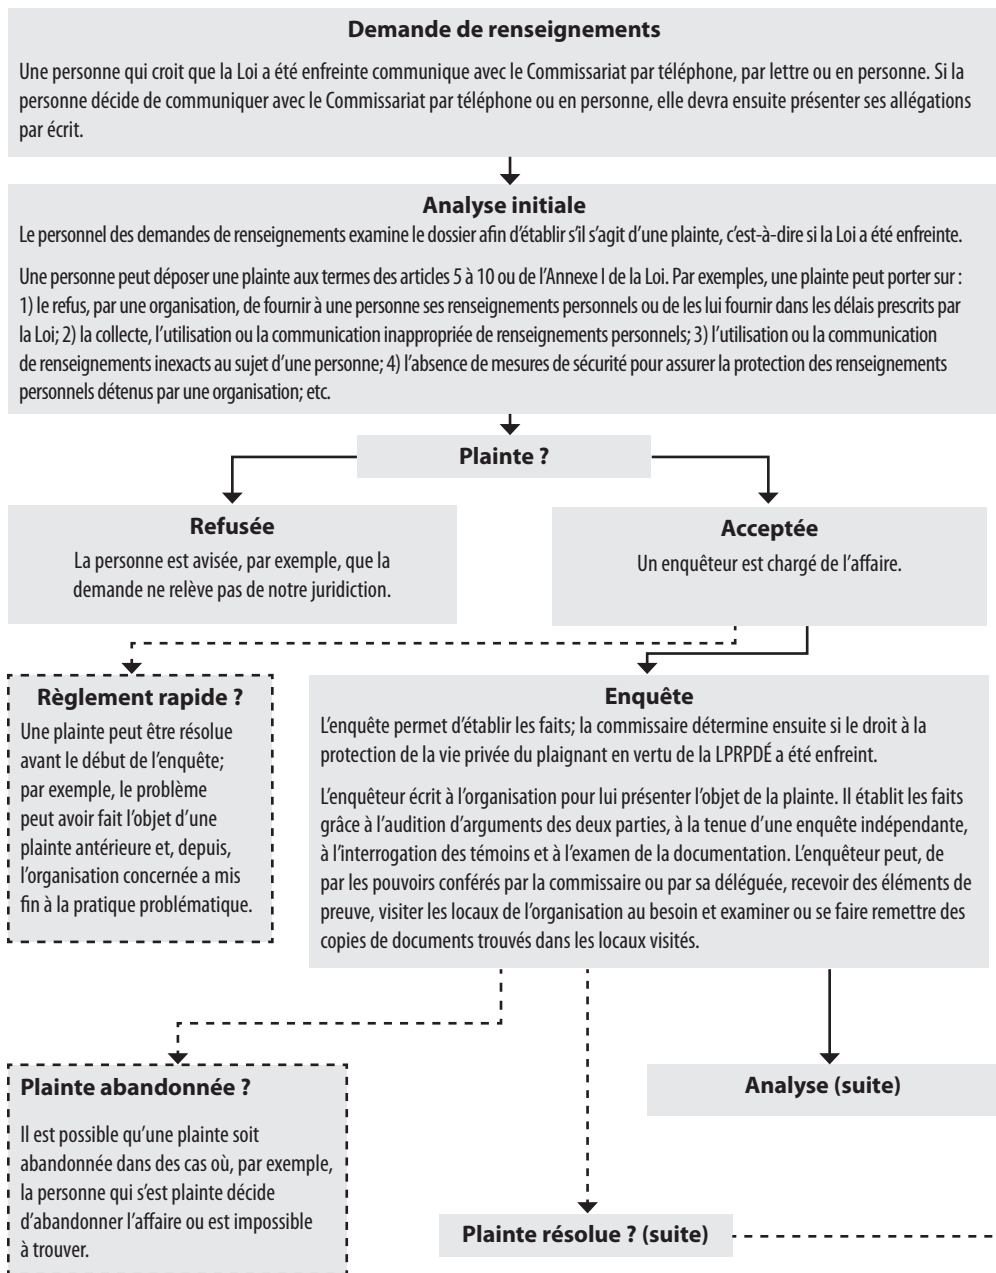 Demande de renseignements
Une personne qui croit que la Loi a été enfreinte communique avec le Commissariat par téléphone, par lettre ou en personne. Si la
personne décide de communiquer avec le Commissariat par téléphone ou en personne, elle devra ensuite présenter ses allégations
par écrit.
Analyse initiale
Le personnel des demandes de renseignements examine le dossier afin d'établir s'il s'agit d'une plainte, c'est-à-dire si la Loi a été enfreinte.
Une personne peut déposer une plainte aux termes des articles 5 à 10 ou de l'Annexe I de la Loi. Par exemples, une plainte peut porter sur :
1) le refus, par une organisation, de fournir à une personne ses renseignements personnels ou de les lui fournir dans les délais prescrits par
la Loi; 2) la collecte, l'utilisation ou la communication inappropriée de renseignements personnels; 3) l'utilisation ou la communication
de renseignements inexacts au sujet d'une personne; 4) l'absence de mesures de sécurité pour assurer la protection des renseignements
personnels détenus par une organisation; etc.
Plainte ?
Refusée
La personne est avisée, par exemple, que la
demande ne relève pas de notre juridiction.
Acceptée
Un enquêteur est chargé de l'affaire.
Règlement rapide ?
Une plainte peut être résolue
avant le début de l'enquête;
par exemple, le problème
peut avoir fait l'objet d'une
plainte antérieure et, depuis,
l'organisation concernée a mis
fin à la pratique problématique.
Enquête
L'enquête permet d'établir les faits; la commissaire détermine ensuite si le droit à la
protection de la vie privée du plaignant en vertu de la LPRPDÉ a été enfreint.
L'enquêteur écrit à l'organisation pour lui présenter l'objet de la plainte. Il établit les faits
grâce à l'audition d'arguments des deux parties, à la tenue d'une enquête indépendante,
à l'interrogation des témoins et à l'examen de la documentation. L'enquêteur peut, de
par les pouvoirs conférés par la commissaire ou par sa déléguée, recevoir des éléments de
preuve, visiter les locaux de l'organisation au besoin et examiner ou se faire remettre des
copies de documents trouvés dans les locaux visités.
Plainte abandonnée ?
Il est possible qu'une plainte soit
abandonnée dans des cas où, par exemple,
la personne qui s'est plainte décide
d'abandonner l'affaire ou est impossible
à trouver.
Analyse (suite)
Plainte résolue ? (suite)